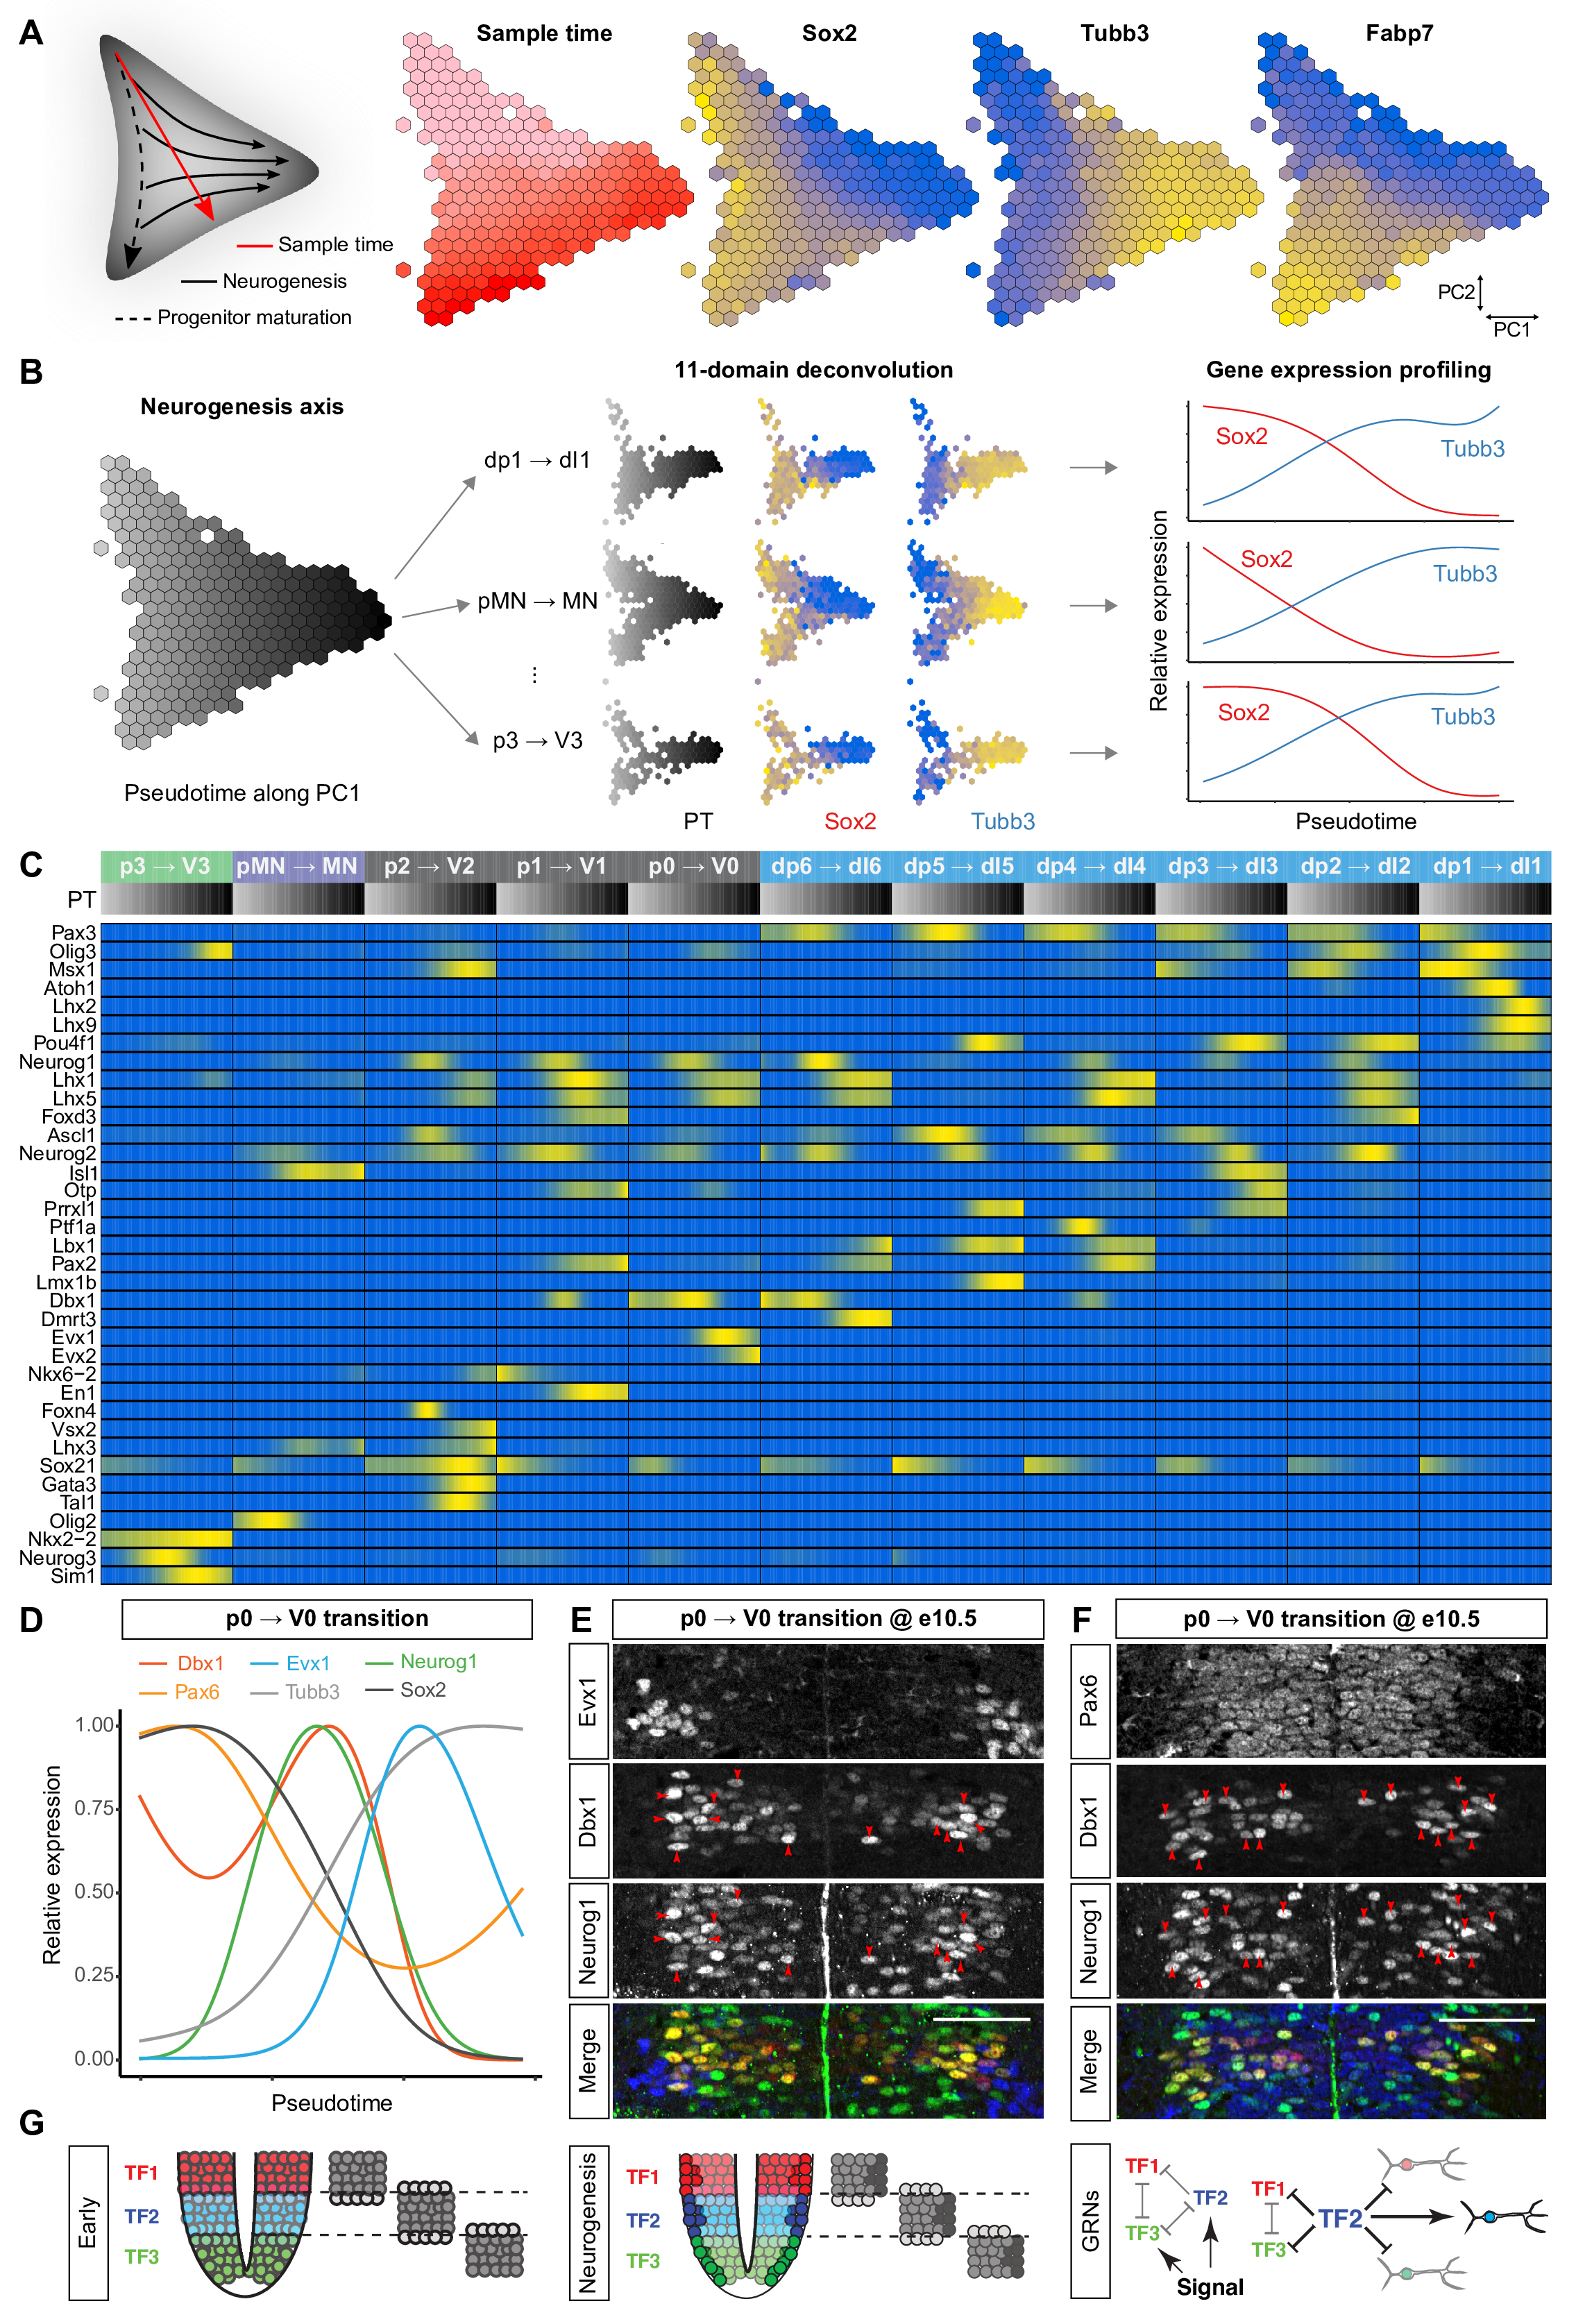 A
Sample time
Sox2
Tubb3
Fabp7
Sample time
Neurogenesis
Progenitor maturation
PC2
PC1
B
Neurogenesis axis
11-domain deconvolution
Gene expression profiling
dp1 → dI1
pMN → MN
⋮
p3 → V3
Pseudotime along PC1
PT
Sox2
Tubb3
Relative expression
Sox2
Tubb3
Sox2
Tubb3
Sox2
Tubb3
Pseudotime
C
p3 → V3
pMN → MN
p2 → V2
p1 → V1
p0 → V0
dp6 → dI6
dp5 → dI5
dp4 → dI4
dp3 → dI3
dp2 → dI2
dp1 → dI1
PT
Pax3
Olig3
Msx1
Atoh1
Lhx2
Lhx9
Pou4f1
Neurog1
Lhx1
Lhx5
Foxd3
Ascl1
Neurog2
Isl1
Otp
Prrxl1
Ptf1a
Lbx1
Pax2
Lmx1b
Dbx1
Dmrt3
Evx1
Evx2
Nkx6−2
En1
Foxn4
Vsx2
Lhx3
Sox21
Gata3
Tal1
Olig2
Nkx2−2
Neurog3
Sim1
D
p0 → V0 transition
Dbx1
Evx1
Neurog1
Pax6
Tubb3
Sox2
Relative expression
1.00
0.75
0.50
0.25
0.00
Pseudotime
E
p0 → V0 transition @ e10.5
Evx1
Dbx1
Neurog1
Merge
F
p0 → V0 transition @ e10.5
Pax6
Dbx1
Neurog1
Merge
G
Early
TF1
TF2
TF3
Neurogenesis
TF1
TF2
TF3
GRNs
TF1
TF2
TF3
Signal
TF1
TF2
TF3